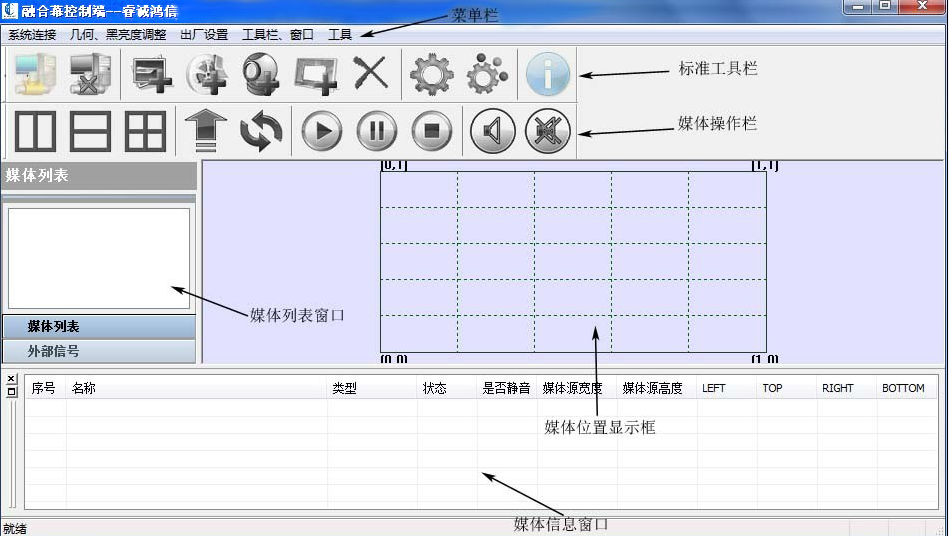 融合幕控制端--睿诚鸿信
菜单栏
系统连接 几何、黑亮度调整 出厂设置 工具栏、窗口 工具
标准工具栏
媒体操作栏
媒体列表
[0,1] [1,1]
媒体列表窗口
媒体列表
外部信号
[0,0] [1,0]
序号 名称 类型 状态 是否静音 媒体源宽度 媒体源高度 LEFT TOP RIGHT BOTTOM
媒体位置显示框
媒体信息窗口
就绪